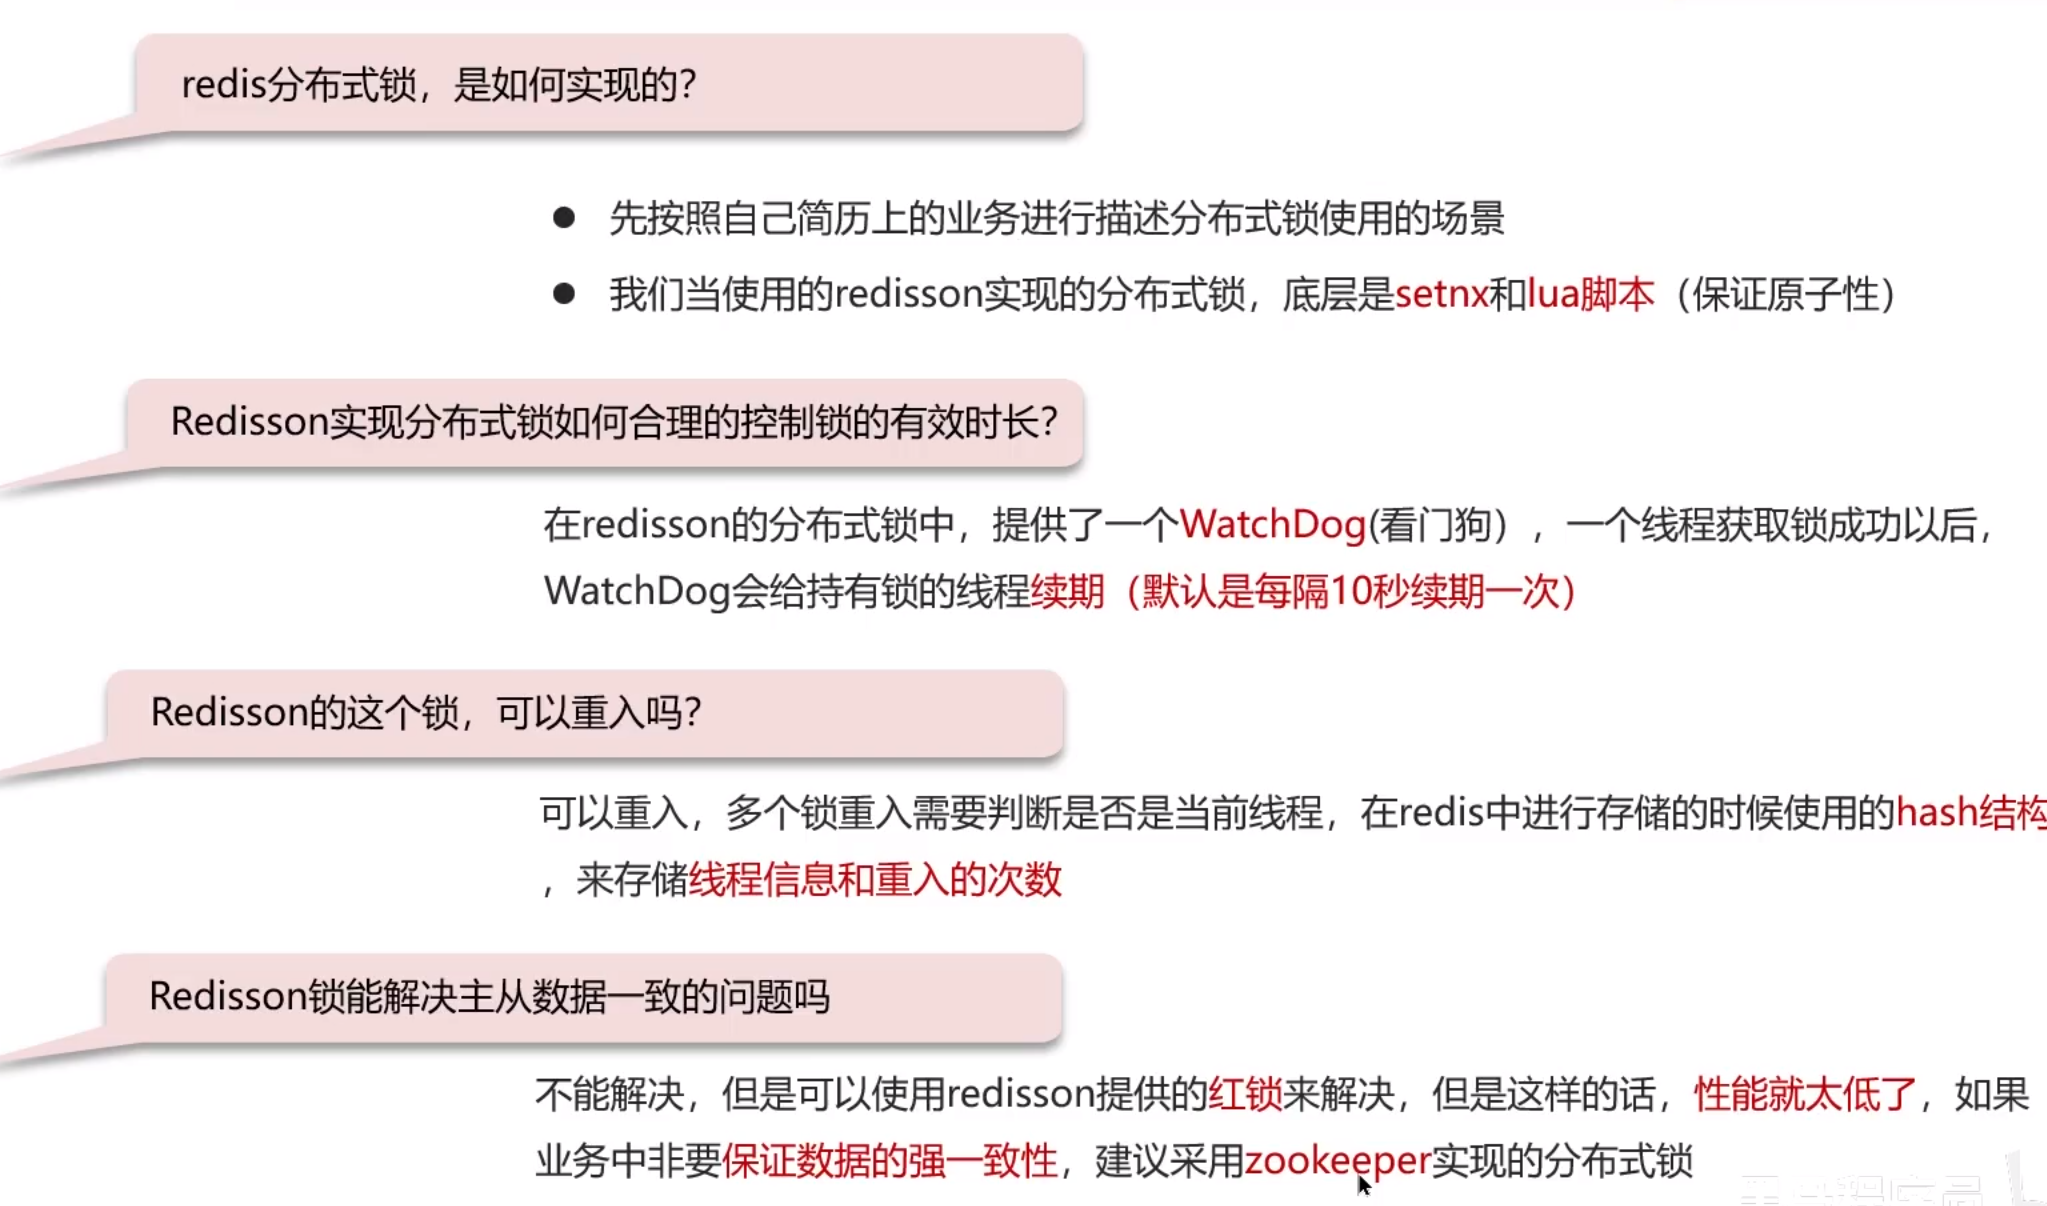 redis分布式锁，是如何实现的？
● 先按照自己简历上的业务进行描述分布式锁使用的场景
● 我们当使用的redisson实现的分布式锁，底层是setnx和lua脚本（保证原子性）
Redisson实现分布式锁如何合理的控制锁的有效时长？
在redisson的分布式锁中，提供了一个WatchDog(看门狗），一个线程获取锁成功以后，
WatchDog会给持有锁的线程续期（默认是每隔10秒续期一次）
Redisson的这个锁，可以重入吗？
可以重入，多个锁重入需要判断是否是当前线程，在redis中进行存储的时候使用的hash结构
，来存储线程信息和重入的次数
Redisson锁能解决主从数据一致的问题吗
不能解决，但是可以使用redisson提供的红锁来解决，但是这样的话，性能就太低了，如果
业务中非要保证数据的强一致性，建议采用zookeeper实现的分布式锁